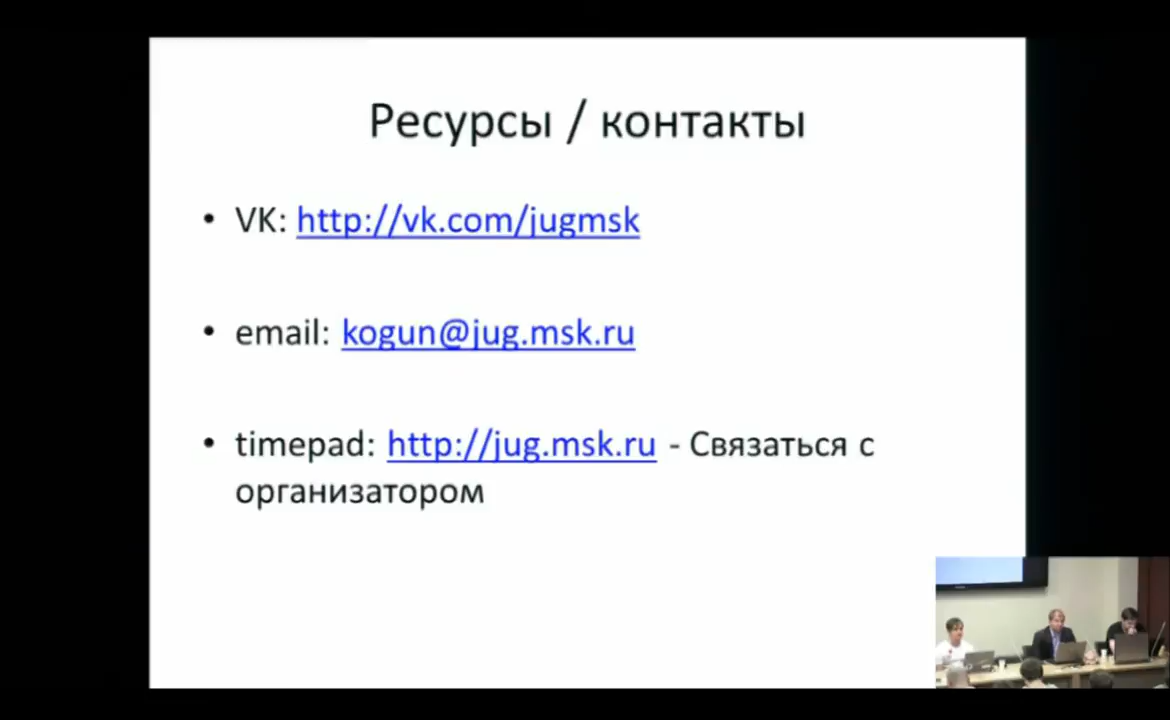 Ресурсы / контакты
• VK: http://vk.com/jugmsk
• email: kogun@jug.msk.ru
• timepad: http://jug.msk.ru - Связаться с
организатором